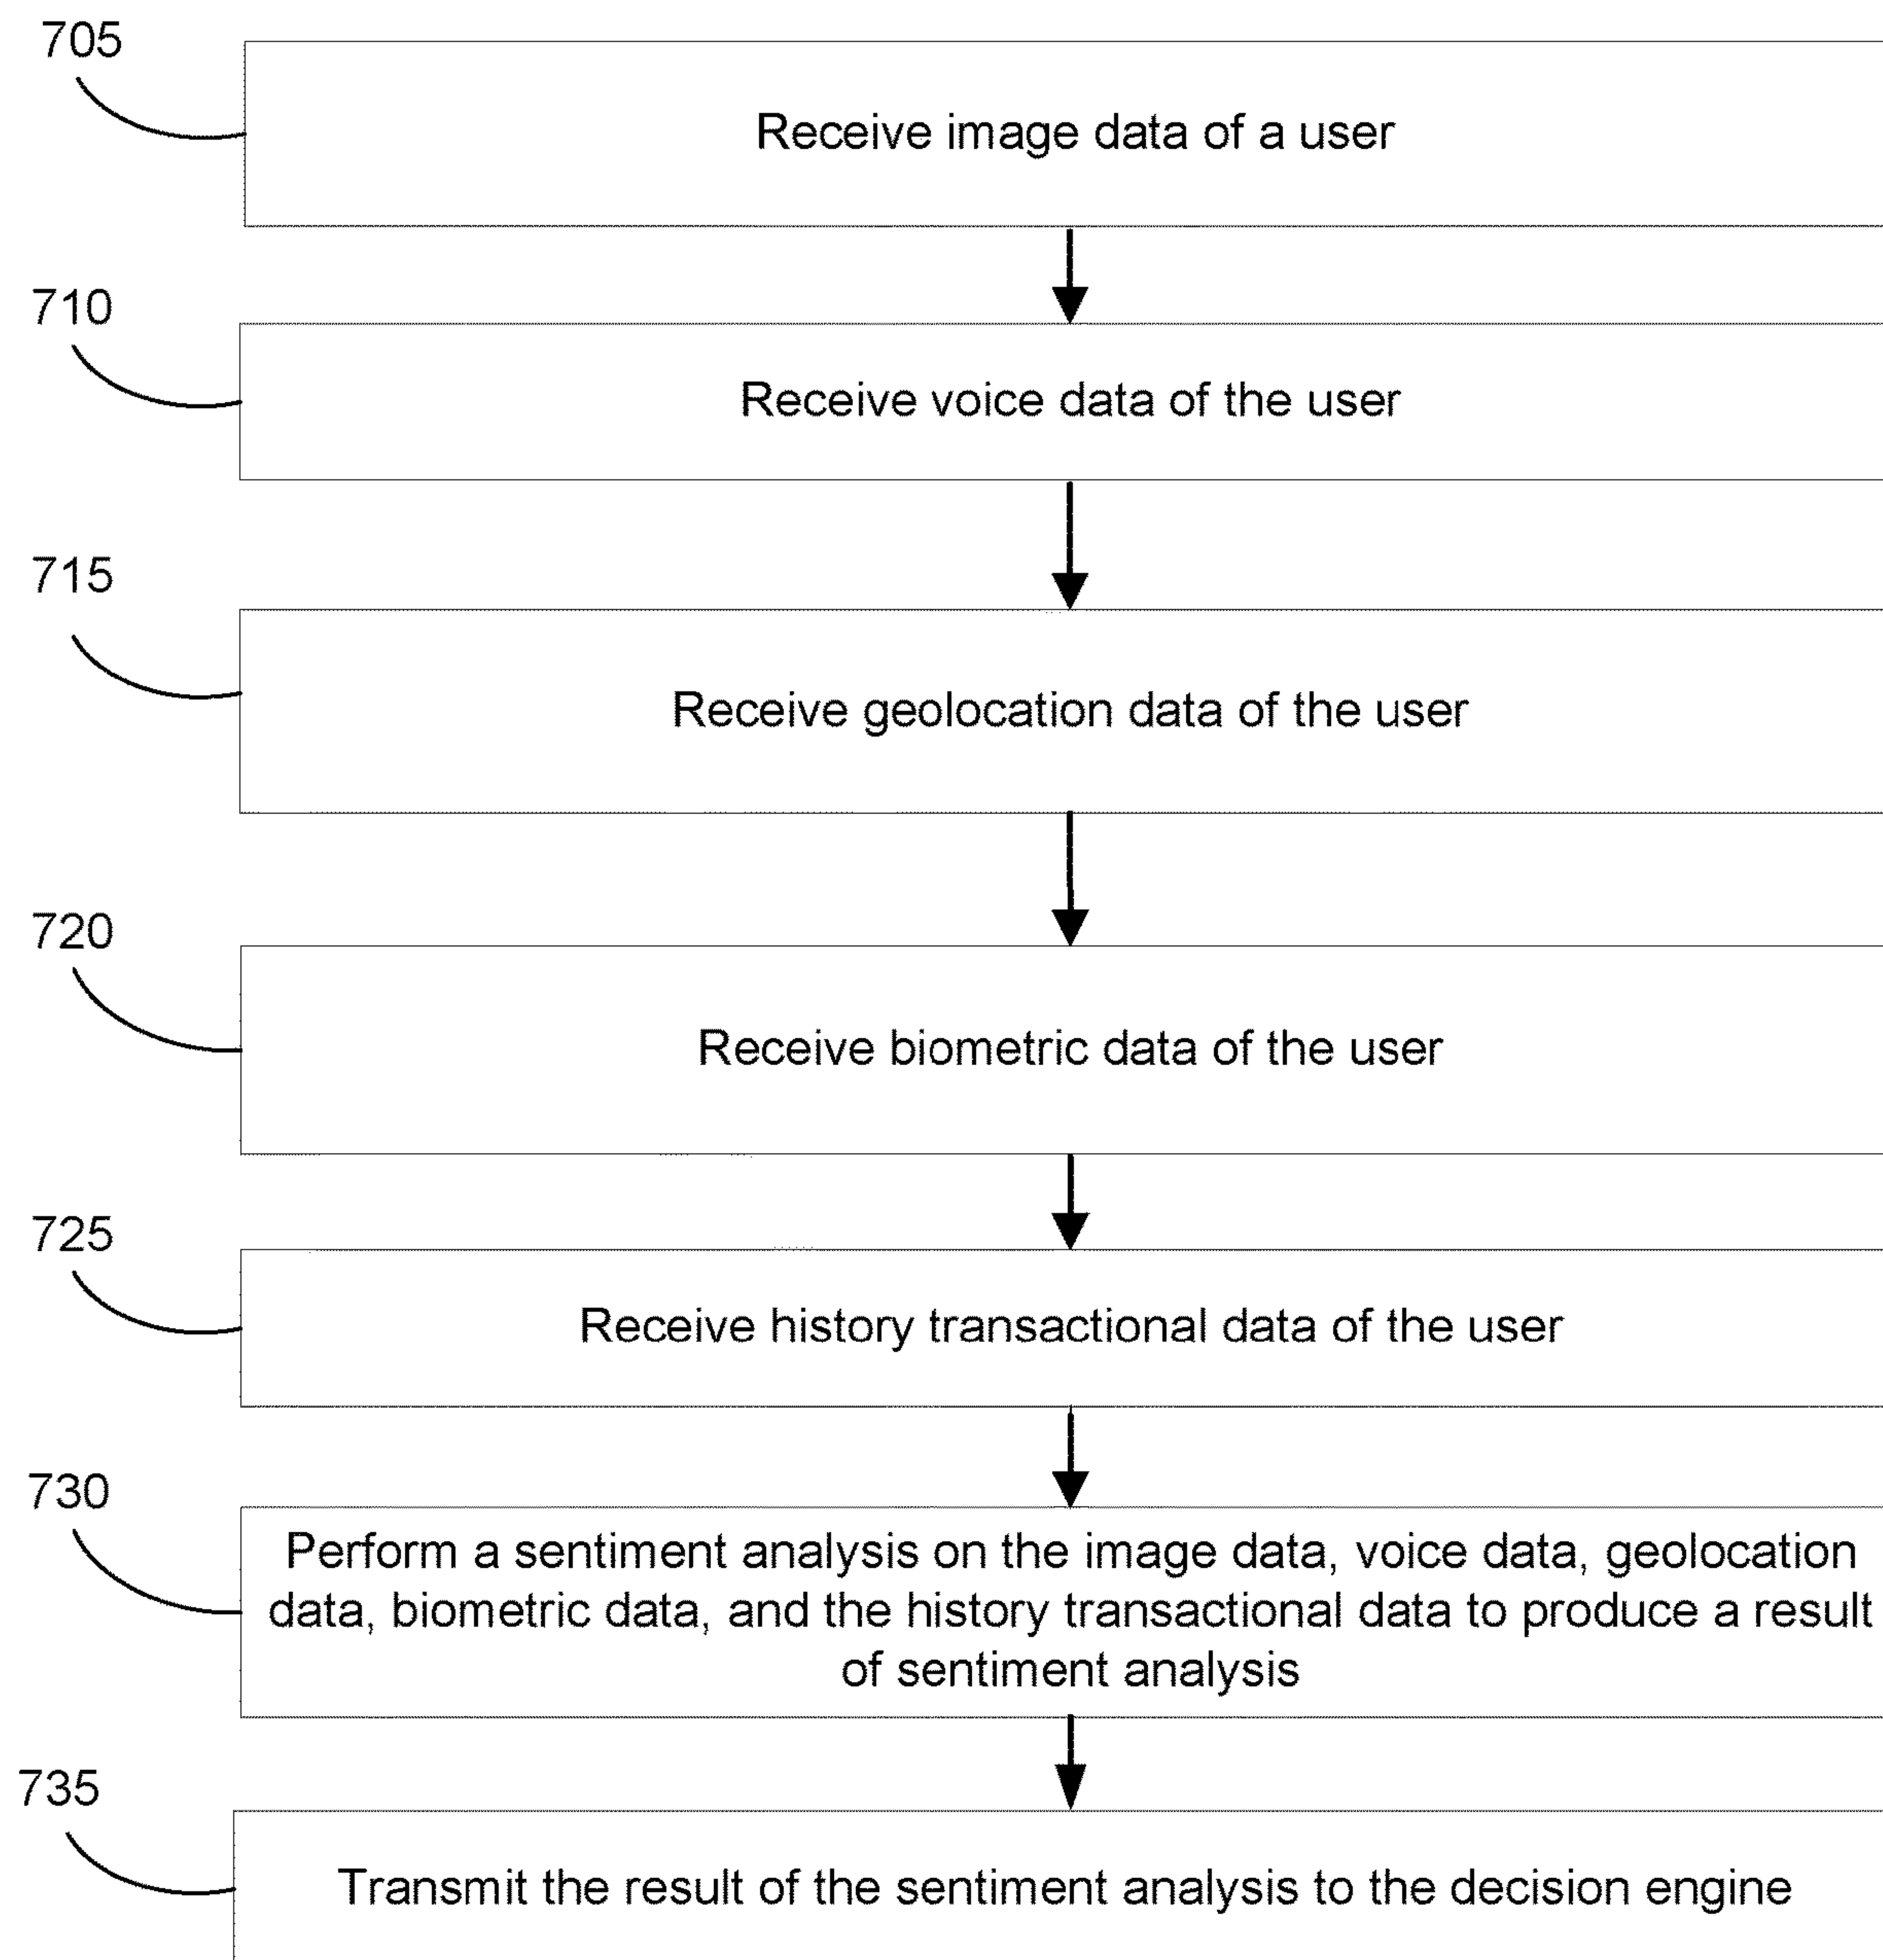 705
Receive image data of a user
710
Receive voice data of the user
715
Receive geolocation data of the user
720
Receive biometric data of the user
725
Receive history transactional data of the user
730
Perform a sentiment analysis on the image data, voice data, geolocation
data, biometric data, and the history transactional data to produce a result
of sentiment analysis
735
Transmit the result of the sentiment analysis to the decision engine